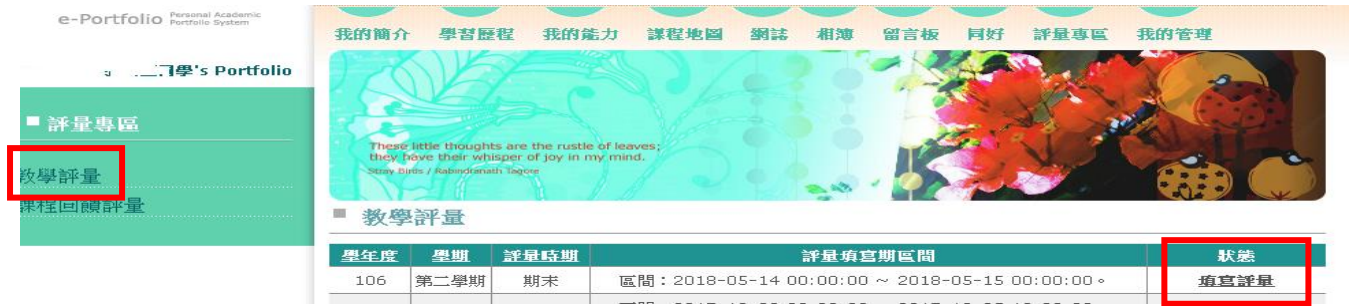 e-Portfolio Personal Academic Portfolio System
我的簡介 學習歷程 我的能力 課程地圖 網誌 相簿 留言板 同好 評量專區 我的管理
學's Portfolio
評量專區
教學評量
課程回饋評量
These little thoughts are the rustle of leaves;
they have their whisper of joy in my mind.
Stray Birds / Rabindranath Tagore
教學評量
學年度 學期 評量時期 評量填寫期區間 狀態
106 第二學期 期末 區間：2018-05-14 00:00:00 ~ 2018-05-15 00:00:00。 填寫評量